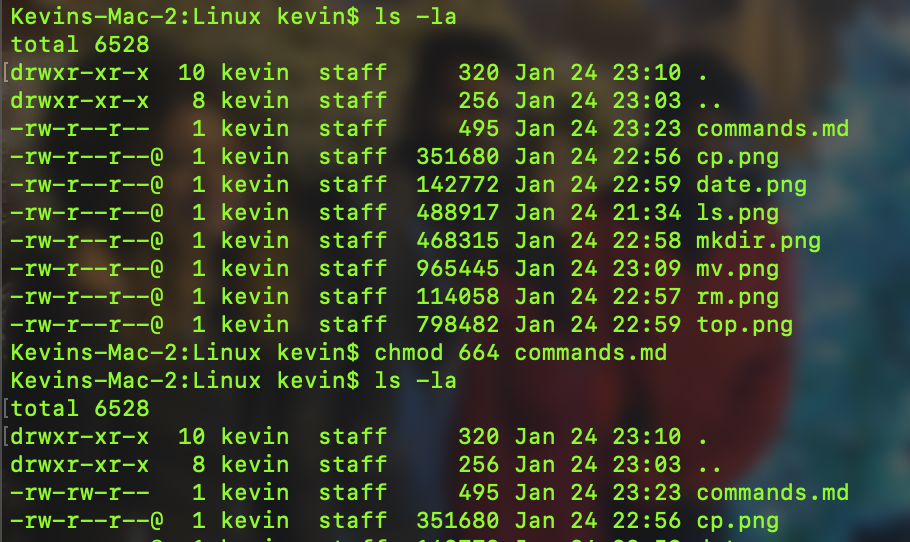 Kevins-Mac-2:Linux kevin$ ls -la
total 6528
[drwxr-xr-x  10 kevin  staff     320 Jan 24 23:10 .
drwxr-xr-x   8 kevin  staff     256 Jan 24 23:03 ..
-rw-r--r--   1 kevin  staff     495 Jan 24 23:23 commands.md
-rw-r--r--@  1 kevin  staff  351680 Jan 24 22:56 cp.png
-rw-r--r--@  1 kevin  staff  142772 Jan 24 22:59 date.png
-rw-r--r--@  1 kevin  staff  488917 Jan 24 21:34 ls.png
-rw-r--r--@  1 kevin  staff  468315 Jan 24 22:58 mkdir.png
-rw-r--r--@  1 kevin  staff  965445 Jan 24 23:09 mv.png
-rw-r--r--@  1 kevin  staff  114058 Jan 24 22:57 rm.png
-rw-r--r--@  1 kevin  staff  798482 Jan 24 22:59 top.png
Kevins-Mac-2:Linux kevin$ chmod 664 commands.md
Kevins-Mac-2:Linux kevin$ ls -la
[total 6528
[drwxr-xr-x  10 kevin  staff     320 Jan 24 23:10 .
drwxr-xr-x   8 kevin  staff     256 Jan 24 23:03 ..
-rw-rw-r--   1 kevin  staff     495 Jan 24 23:23 commands.md
-rw-r--r--@  1 kevin  staff  351680 Jan 24 22:56 cp.png